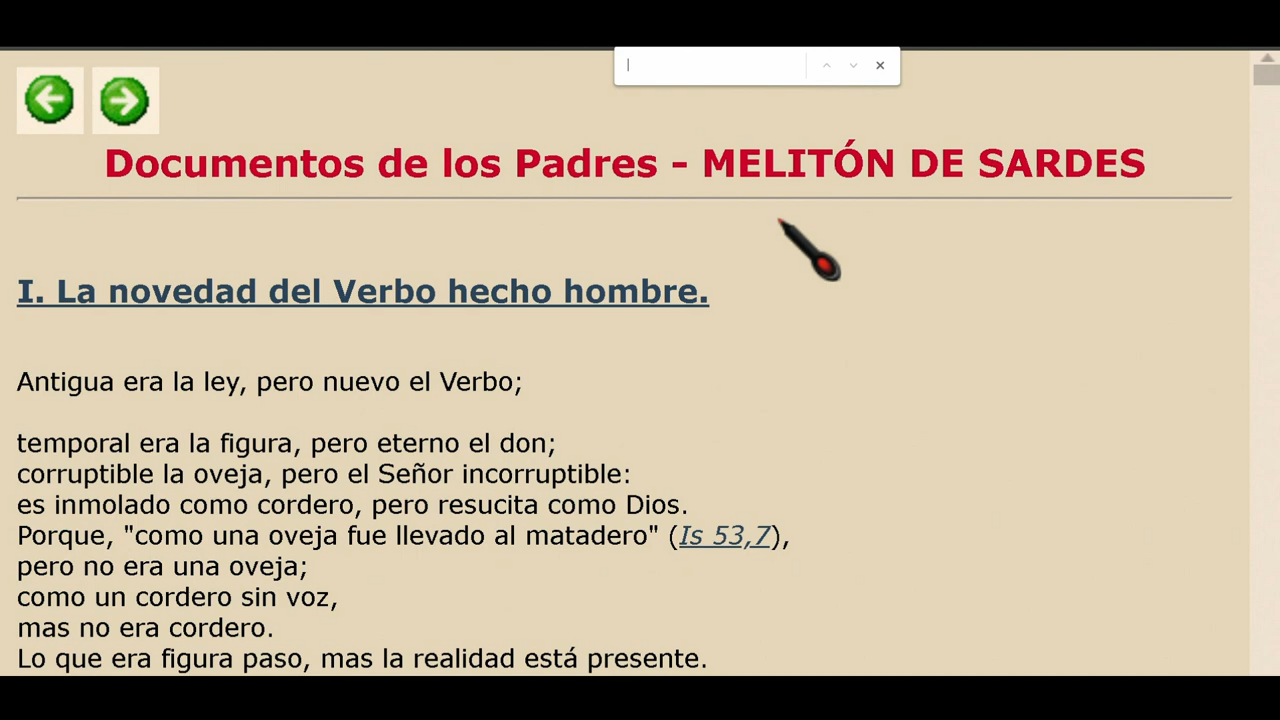 Documentos de los Padres - MELITÓN DE SARDES
I. La novedad del Verbo hecho hombre.
Antigua era la ley, pero nuevo el Verbo;
temporal era la figura, pero eterno el don;
corruptible la oveja, pero el Señor incorruptible:
es inmolado como cordero, pero resucita como Dios.
Porque, "como una oveja fue llevado al matadero" (Is 53,7),
pero no era una oveja;
como un cordero sin voz,
mas no era cordero.
Lo que era figura paso, mas la realidad está presente.